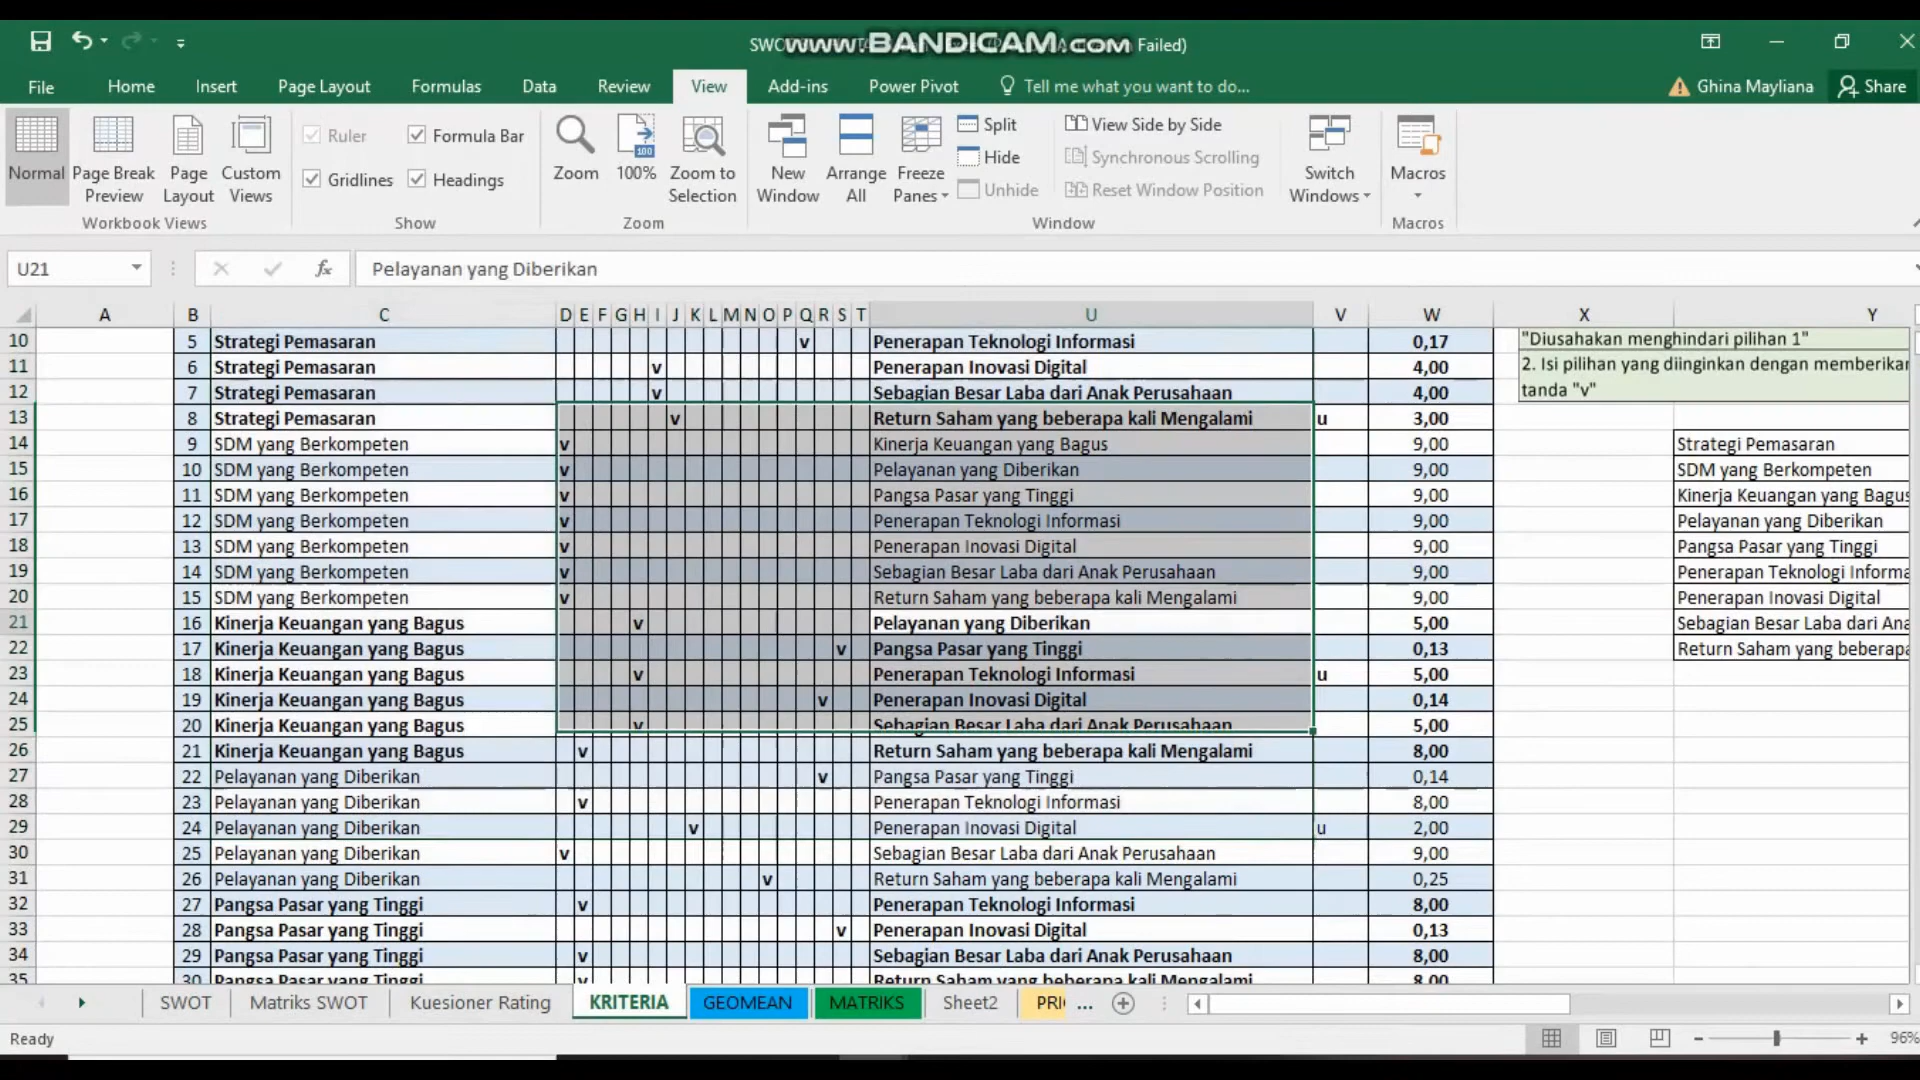 SWO www.BANDICAM.com Failed)
File Home Insert Page Layout Formulas Data Review View Add-ins Power Pivot Tell me what you want to do... Ghina Mayliana Share
Normal Page Break Preview Page Layout Custom Views
Workbook Views
Ruler Formula Bar
Gridlines Headings
Show
Zoom 100% Zoom to Selection
Zoom
New Window Arrange All Freeze Panes
Split View Side by Side
Hide Synchronous Scrolling
Unhide Reset Window Position
Switch Windows
Window
Macros
Macros
U21 fx Pelayanan yang Diberikan
A B C D E F G H I J K L M N O P Q R S T U V W X Y
10 5 Strategi Pemasaran v Penerapan Teknologi Informasi 0,17 "Diusahakan menghindari pilihan 1"
11 6 Strategi Pemasaran v Penerapan Inovasi Digital 4,00 2. Isi pilihan yang diinginkan dengan memberikan
12 7 Strategi Pemasaran v Sebagian Besar Laba dari Anak Perusahaan 4,00 tanda "v"
13 8 Strategi Pemasaran v Return Saham yang beberapa kali Mengalami u 3,00
14 9 SDM yang Berkompeten v Kinerja Keuangan yang Bagus 9,00 Strategi Pemasaran
15 10 SDM yang Berkompeten v Pelayanan yang Diberikan 9,00 SDM yang Berkompeten
16 11 SDM yang Berkompeten v Pangsa Pasar yang Tinggi 9,00 Kinerja Keuangan yang Bagus
17 12 SDM yang Berkompeten v Penerapan Teknologi Informasi 9,00 Pelayanan yang Diberikan
18 13 SDM yang Berkompeten v Penerapan Inovasi Digital 9,00 Pangsa Pasar yang Tinggi
19 14 SDM yang Berkompeten v Sebagian Besar Laba dari Anak Perusahaan 9,00 Penerapan Teknologi Informa
20 15 SDM yang Berkompeten v Return Saham yang beberapa kali Mengalami 9,00 Penerapan Inovasi Digital
21 16 Kinerja Keuangan yang Bagus v Pelayanan yang Diberikan 5,00 Sebagian Besar Laba dari Ana
22 17 Kinerja Keuangan yang Bagus v Pangsa Pasar yang Tinggi 0,13 Return Saham yang beberapa
23 18 Kinerja Keuangan yang Bagus v Penerapan Teknologi Informasi u 5,00
24 19 Kinerja Keuangan yang Bagus v Penerapan Inovasi Digital 0,14
25 20 Kinerja Keuangan yang Bagus v Sebagian Besar Laba dari Anak Perusahaan 5,00
26 21 Kinerja Keuangan yang Bagus v Return Saham yang beberapa kali Mengalami 8,00
27 22 Pelayanan yang Diberikan v Pangsa Pasar yang Tinggi 0,14
28 23 Pelayanan yang Diberikan v Penerapan Teknologi Informasi 8,00
29 24 Pelayanan yang Diberikan v Penerapan Inovasi Digital u 2,00
30 25 Pelayanan yang Diberikan v Sebagian Besar Laba dari Anak Perusahaan 9,00
31 26 Pelayanan yang Diberikan v Return Saham yang beberapa kali Mengalami 0,25
32 27 Pangsa Pasar yang Tinggi v Penerapan Teknologi Informasi 8,00
33 28 Pangsa Pasar yang Tinggi v Penerapan Inovasi Digital 0,13
34 29 Pangsa Pasar yang Tinggi v Sebagian Besar Laba dari Anak Perusahaan 8,00
35 30 Pangsa Pasar yang Tinggi v Return Saham yang beberapa kali Mengalami 8,00
SWOT Matriks SWOT Kuesioner Rating KRITERIA GEOMEAN MATRIKS Sheet2 PRI ...
Ready 96%